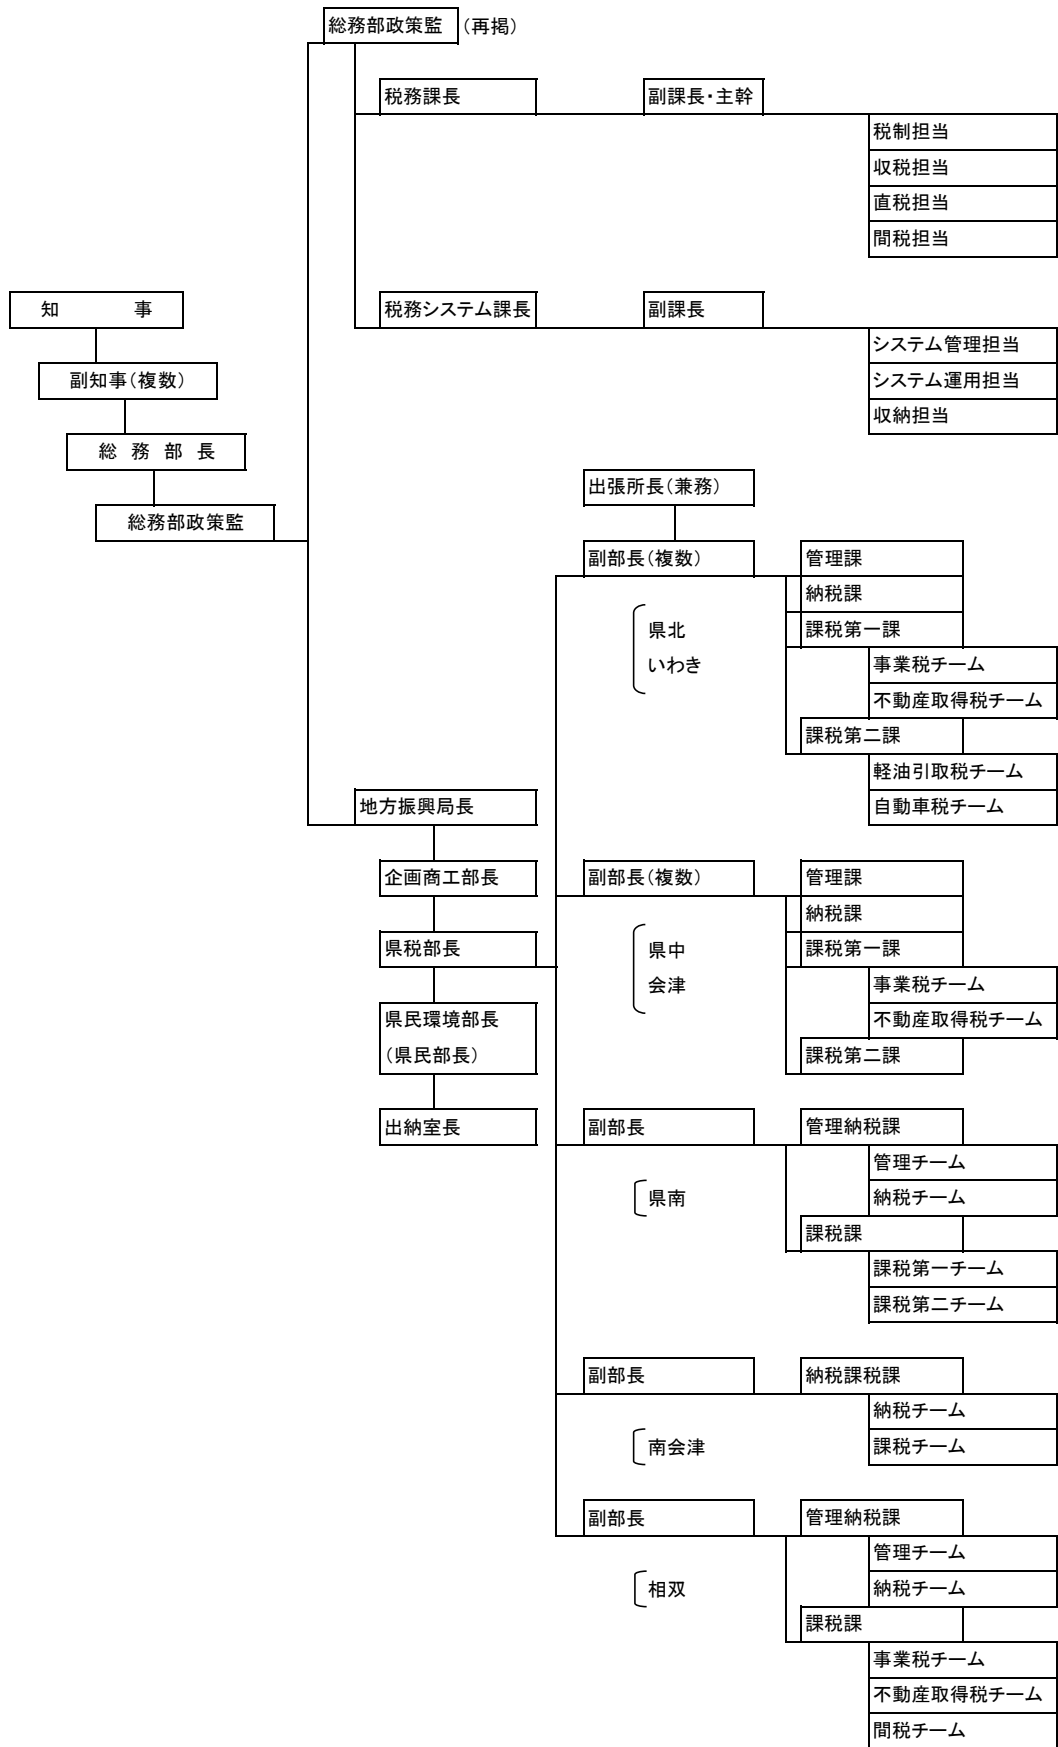 総務部政策監 (再掲)
税務課長
副課長・主幹
税制担当
収税担当
直税担当
間税担当
知 事
副知事(複数)
総 務 部 長
総務部政策監
税務システム課長
副課長
システム管理担当
システム運用担当
収納担当
出張所長(兼務)
副部長(複数)
県北
いわき
管理課
納税課
課税第一課
事業税チーム
不動産取得税チーム
課税第二課
軽油引取税チーム
自動車税チーム
地方振興局長
企画商工部長
県税部長
県民環境部長
(県民部長)
出納室長
副部長(複数)
県中
会津
管理課
納税課
課税第一課
事業税チーム
不動産取得税チーム
課税第二課
副部長
県南
管理納税課
管理チーム
納税チーム
課税課
課税第一チーム
課税第二チーム
副部長
南会津
納税課税課
納税チーム
課税チーム
副部長
相双
管理納税課
管理チーム
納税チーム
課税課
事業税チーム
不動産取得税チーム
間税チーム